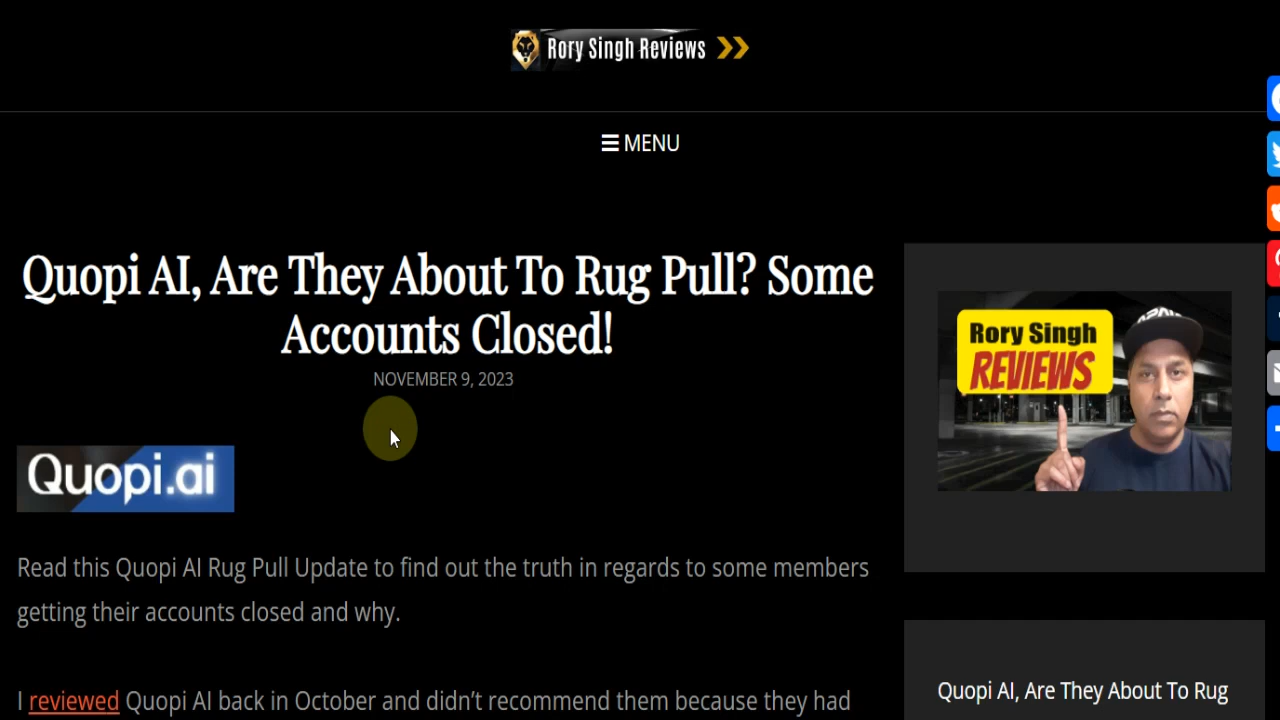 Rory Singh Reviews
MENU
Quopi AI, Are They About To Rug Pull? Some
Accounts Closed!
NOVEMBER 9, 2023
Quopi.ai
Read this Quopi AI Rug Pull Update to find out the truth in regards to some members
getting their accounts closed and why.
I reviewed Quopi AI back in October and didn’t recommend them because they had
Rory Singh
REVIEWS
Quopi AI, Are They About To Rug